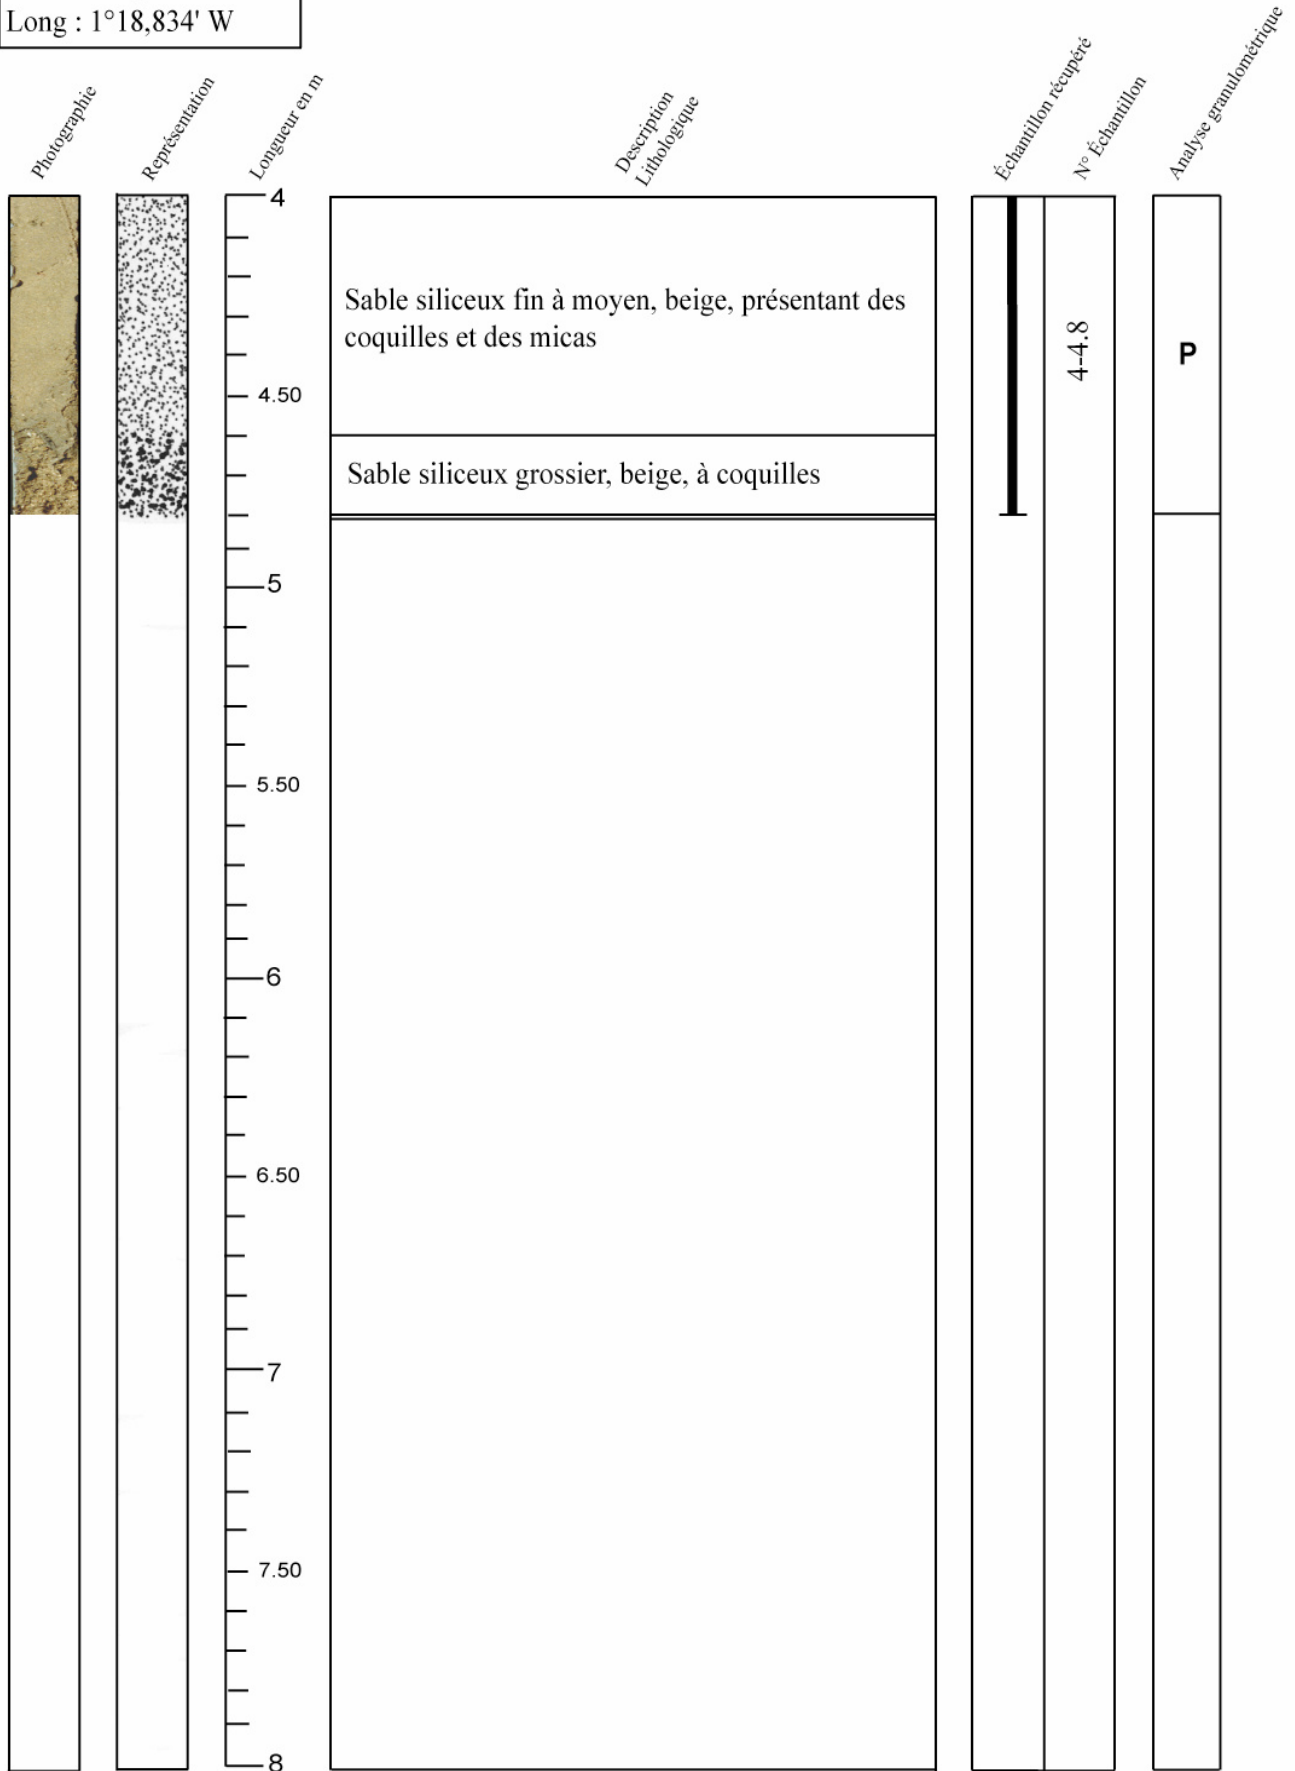 Long : 1°18,834' W
Photographie
Représentation
Longueur en m
Description
Lithologique
Échantillon récupéré
N° Échantillon
Analyse granulométrique
4
Sable siliceux fin à moyen, beige, présentant des
coquilles et des micas
4-4.8
P
4.50
Sable siliceux grossier, beige, à coquilles
5
5.50
6
6.50
7
7.50
8